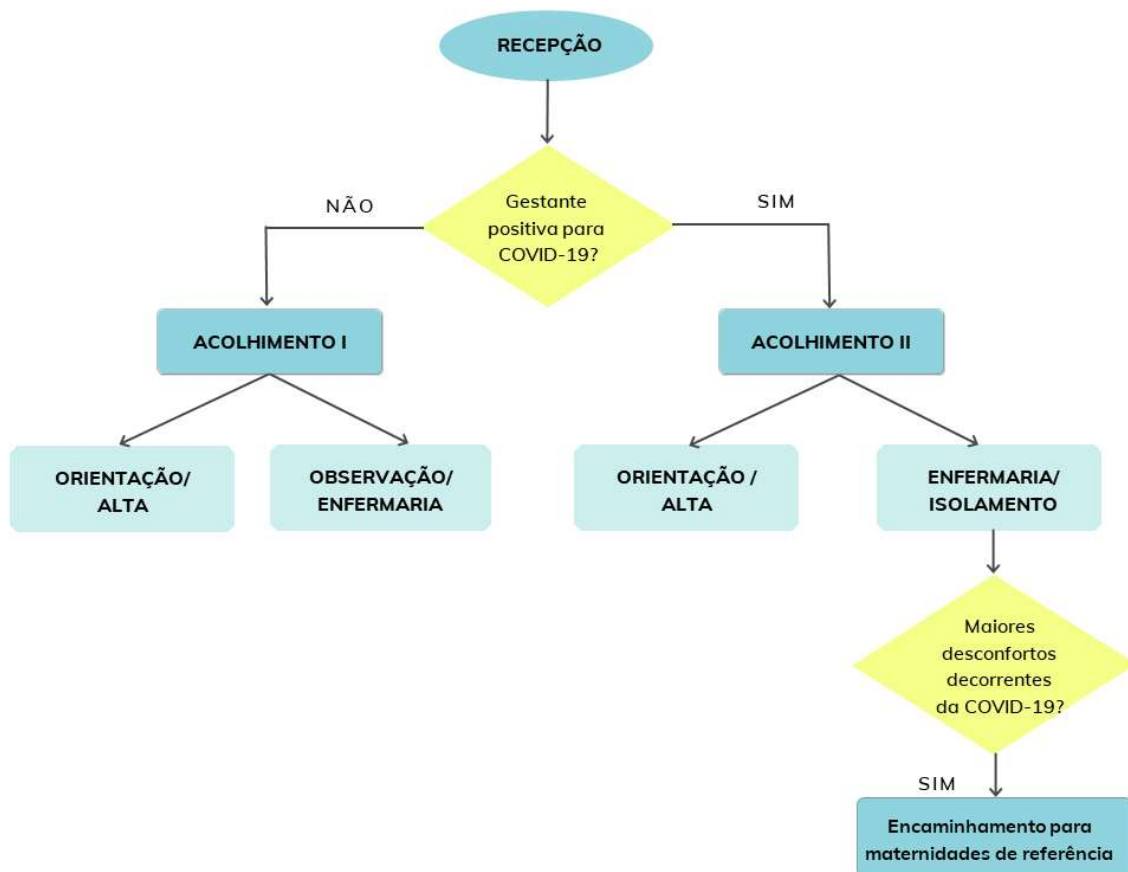 RECEPÇÃO
Gestante
positiva para
COVID-19?
NÃO
SIM
ACOLHIMENTO I
ACOLHIMENTO II
ORIENTAÇÃO/
ALTA
OBSERVAÇÃO/
ENFERMARIA
ORIENTAÇÃO /
ALTA
ENFERMARIA/
ISOLAMENTO
Maiores
desconfortos
decorrentes
da COVID-19?
SIM
Encaminhamento para
maternidades de referência